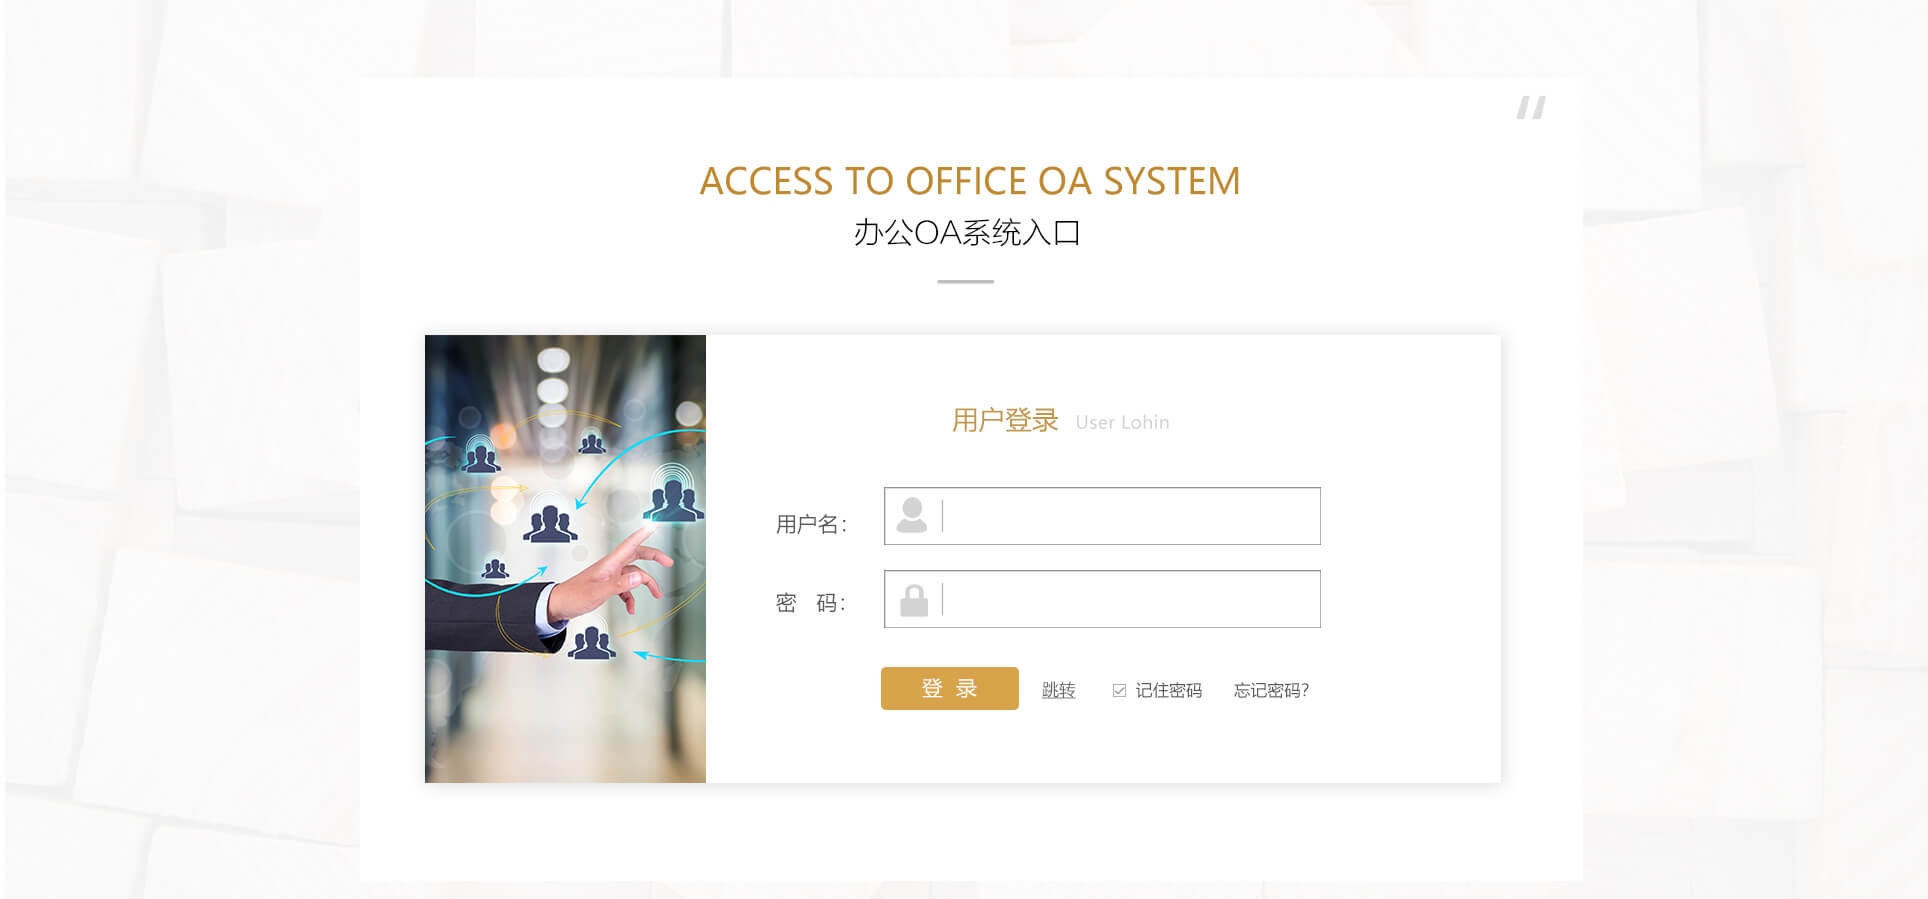 ACCESS TO OFFICE OA SYSTEM
办公OA系统入口
用户登录 User Lohin
用户名：
密 码：
登 录 跳转 记住密码 忘记密码?